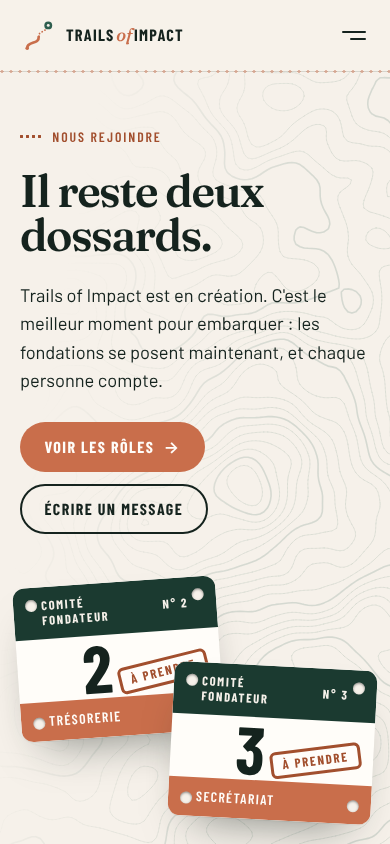 TRAILS of IMPACT
NOUS REJOINDRE
Il reste deux
dossards.
Trails of Impact est en création. C'est le
meilleur moment pour embarquer : les
fondations se posent maintenant, et chaque
personne compte.
VOIR LES RÔLES →
ÉCRIRE UN MESSAGE
COMITÉ
FONDATEUR
N° 2
2
À PREND
TRÉSORERIE
COMITÉ
FONDATEUR
N° 3
3
À PRENDRE
SECRÉTARIAT